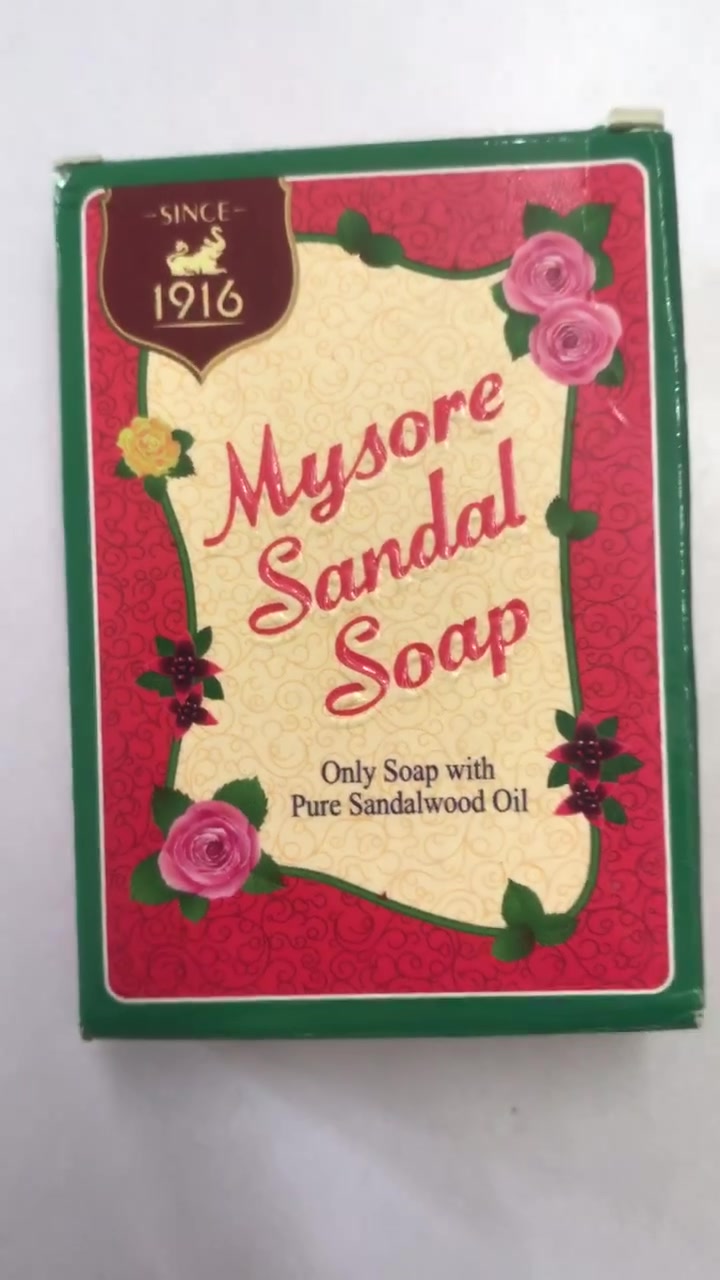 -SINCE-
1916
Mysore
Sandal
Soap
Only Soap with
Pure Sandalwood Oil